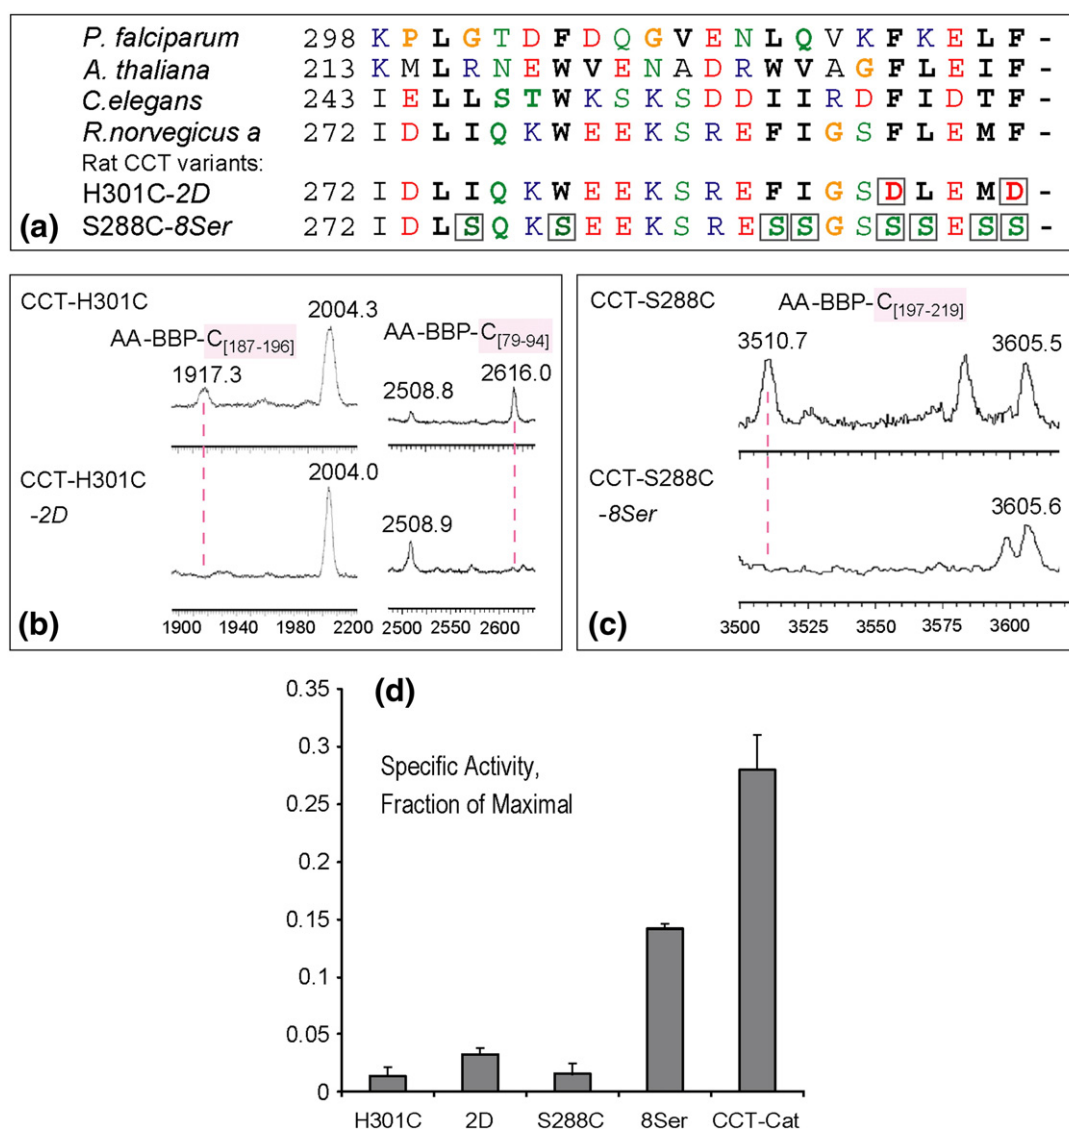 P. falciparum 298 K P L G T D F D Q G V E N L Q V K F K E L F -
A. thaliana 213 K M L R N E W V E N A D R W V A G F L E I F -
C.elegans 243 I E L L S T W K S K S D D I I R D F I D T F -
R.norvegicus a 272 I D L I Q K W E E K S R E F I G S F L E M F -
Rat CCT variants:
H301C-2D 272 I D L I Q K W E E K S R E F I G S D L E M D -
(a) S288C-8Ser 272 I D L S Q K S E E K S R E S S G S S S E S S -
CCT-H301C
2004.3
AA-BBP-C[187-196] AA-BBP-C[79-94]
1917.3 2508.8 2616.0
CCT-H301C
-2D
2004.0
2508.9
(b)
1900 1940 1980 2200 2500 2550 2600
CCT-S288C AA-BBP-C[197-219]
3510.7 3605.5
CCT-S288C
-8Ser
3605.6
(c)
3500 3525 3550 3575 3600
(d)
Specific Activity,
Fraction of Maximal
0.35
0.3
0.25
0.2
0.15
0.1
0.05
0
H301C 2D S288C 8Ser CCT-Cat